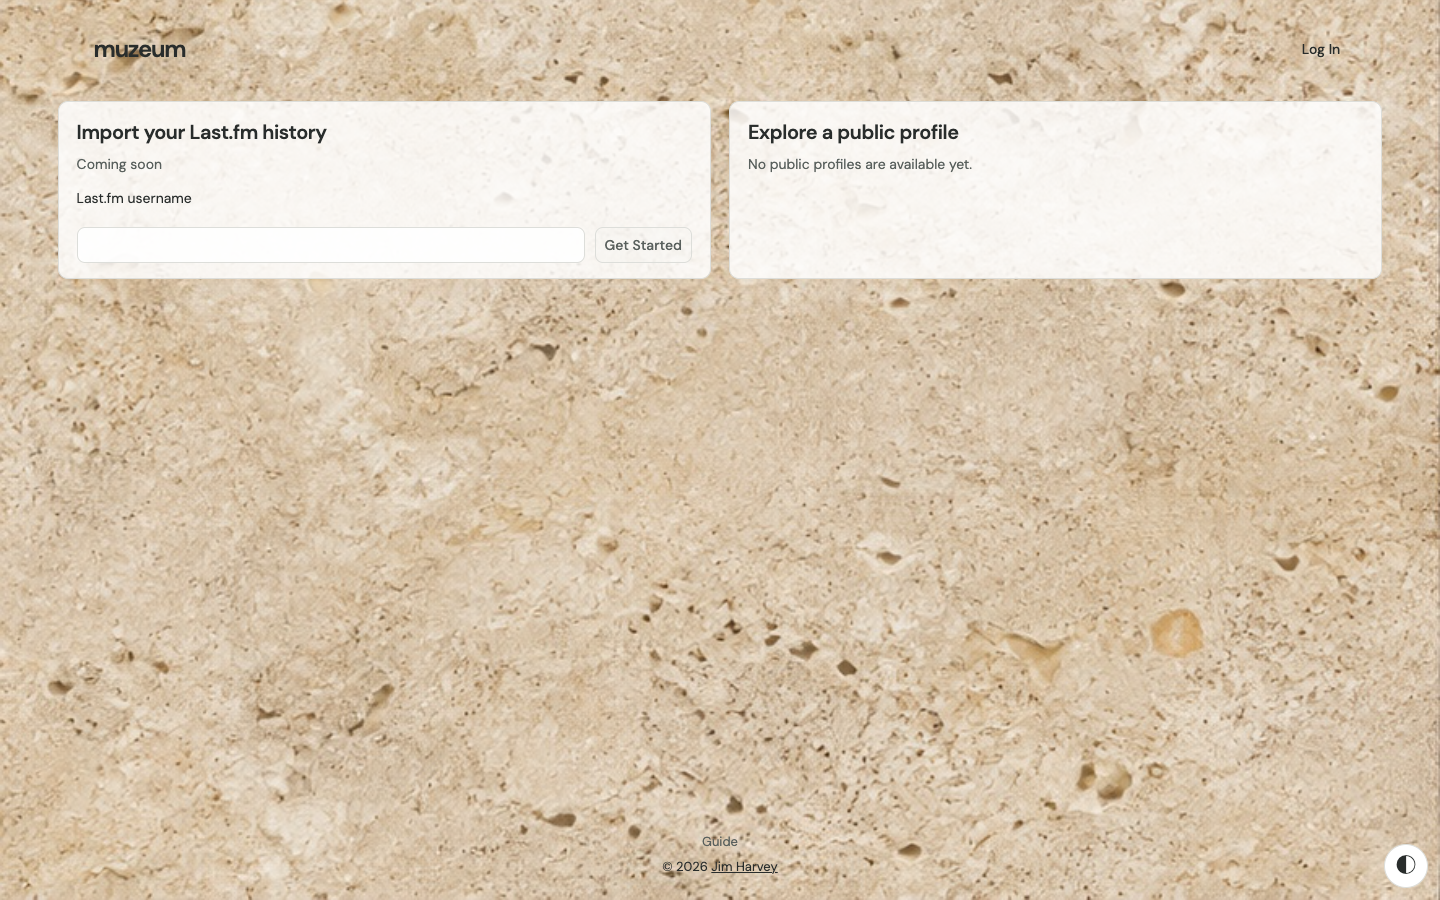 muzeum
Log In
Import your Last.fm history
Coming soon
Last.fm username
Get Started
Explore a public profile
No public profiles are available yet.
Guide
© 2026 Jim Harvey